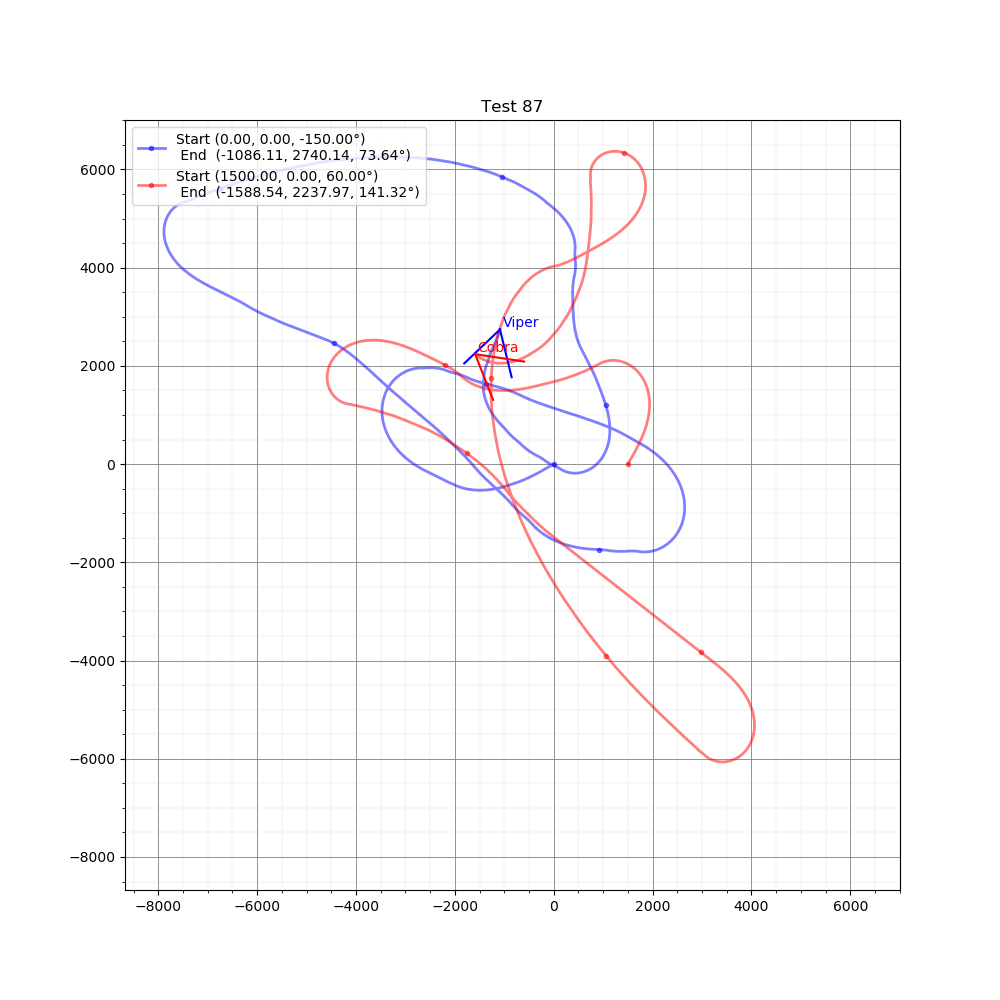 Test 87
Start (0.00, 0.00, -150.00°)
End  (-1086.11, 2740.14, 73.64°)
Start (1500.00, 0.00, 60.00°)
End  (-1588.54, 2237.97, 141.32°)
6000
4000
2000
0
−2000
−4000
−6000
−8000
Viper
Cobra
−8000 −6000 −4000 −2000 0 2000 4000 6000